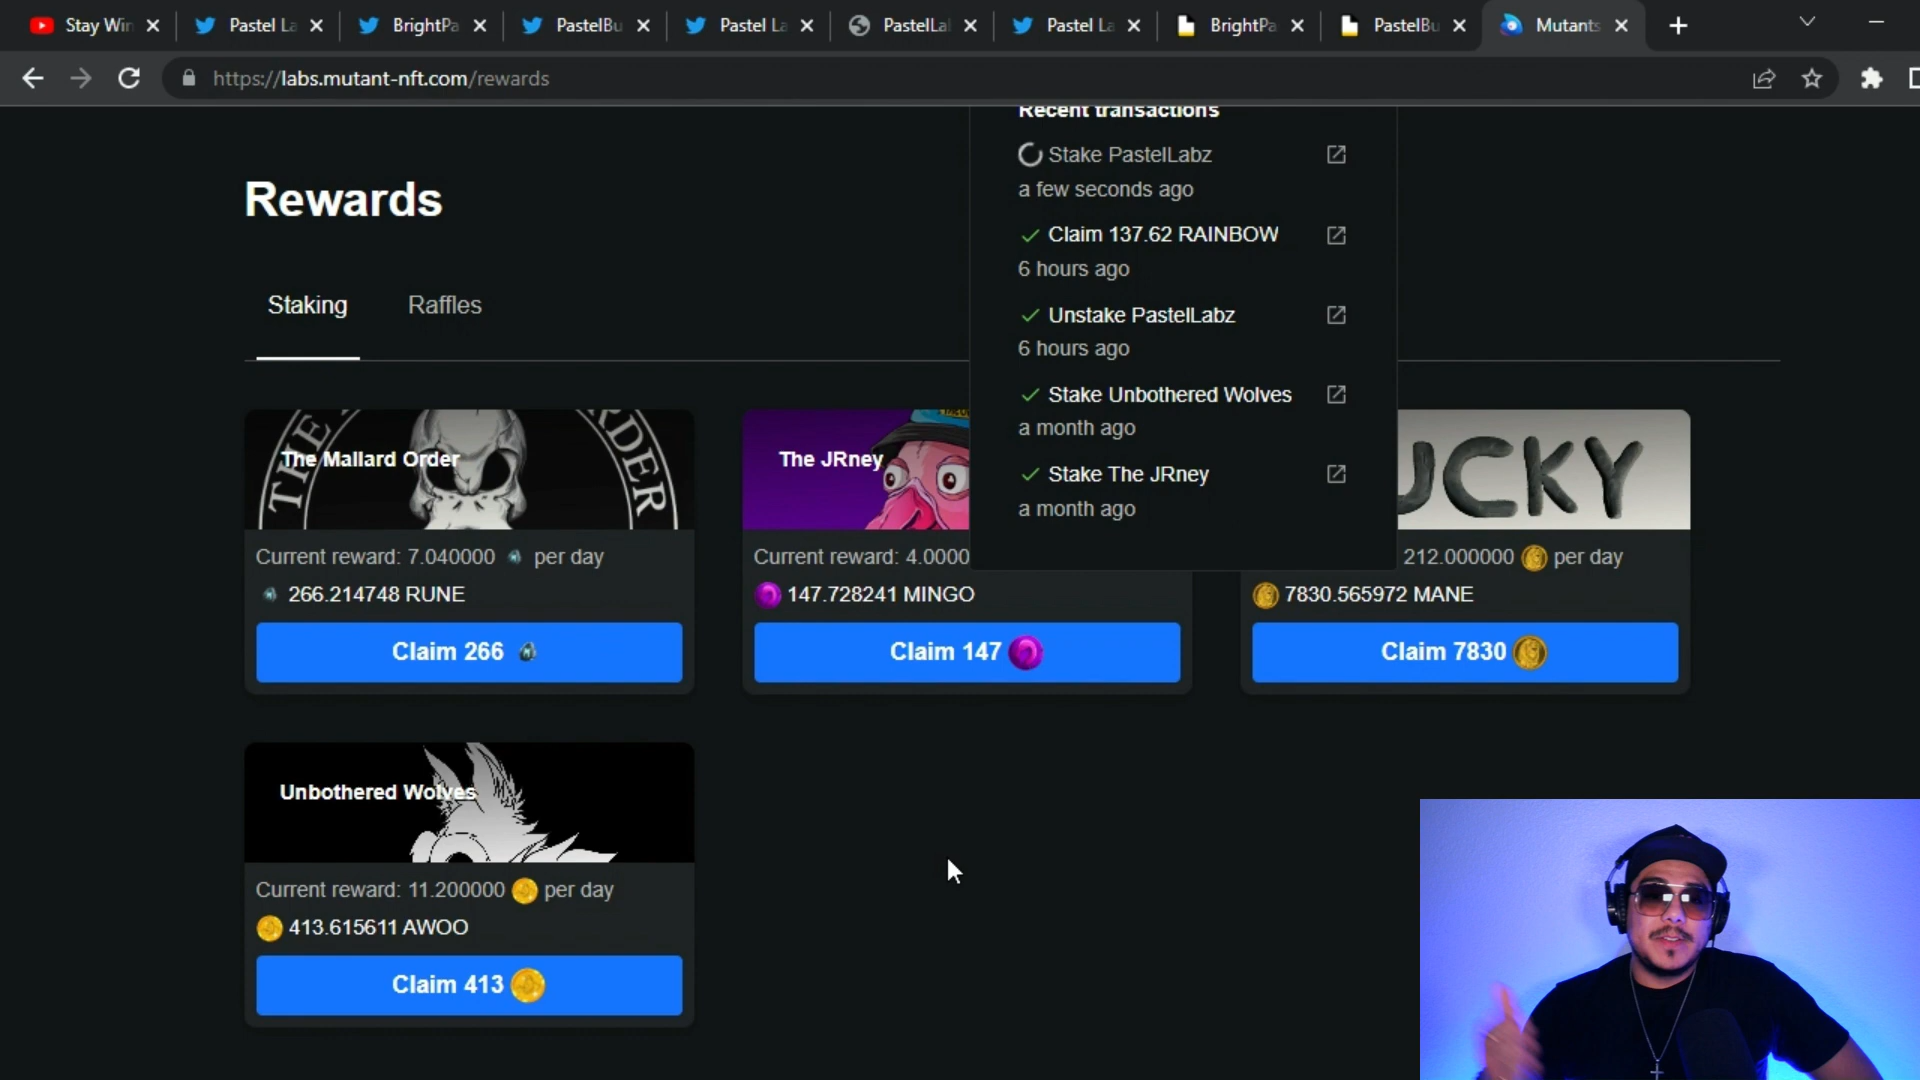 Stay Win
Pastel La
BrightPa
PastelBu
Pastel La
PastelLa
Pastel La
BrightPa
PastelBu
Mutants
https://labs.mutant-nft.com/rewards
Recent transactions
Stake PastelLabz
a few seconds ago
Claim 137.62 RAINBOW
6 hours ago
Unstake PastelLabz
6 hours ago
Stake Unbothered Wolves
a month ago
Stake The JRney
a month ago
Rewards
Staking
Raffles
THE
RDER
The Mallard Order
Current reward: 7.040000 per day
266.214748 RUNE
Claim 266
The JRney
Current reward: 4.0000
147.728241 MINGO
Claim 147
UCKY
212.000000 per day
7830.565972 MANE
Claim 7830
Unbothered Wolves
Current reward: 11.200000 per day
413.615611 AWOO
Claim 413